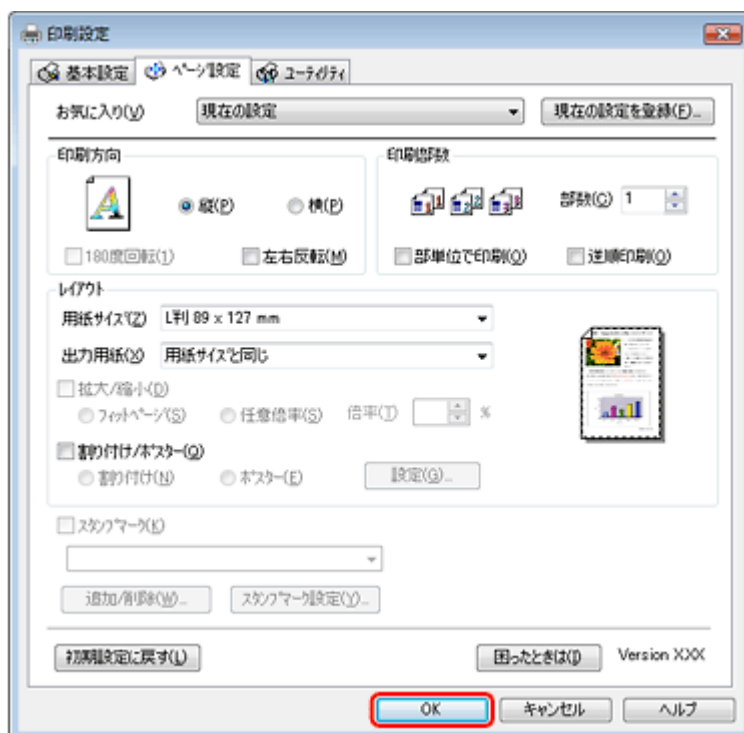 印刷設定
基本設定 ページ設定 ユーティリティ
お気に入り(V) 現在の設定 現在の設定を登録(F)...
印刷方向 印刷部数
縦(P) 横(P) 部数(C) 1
180度回転(1) 左右反転(M) 部単位で印刷(O) 逆順印刷(O)
レイアウト
用紙サイズ(Z) L判 89 x 127 mm
出力用紙(X) 用紙サイズと同じ
拡大/縮小(D)
フィットページ(S) 任意倍率(S) 倍率(T) %
割り付け/ポスター(Q)
割り付け(N) ポスター(E) 設定(G)...
スタンプマーク(K)
追加/削除(W)... スタンプマーク設定(Y)...
初期設定に戻す(L) 困ったときは(I) Version XXX
OK キャンセル ヘルプ